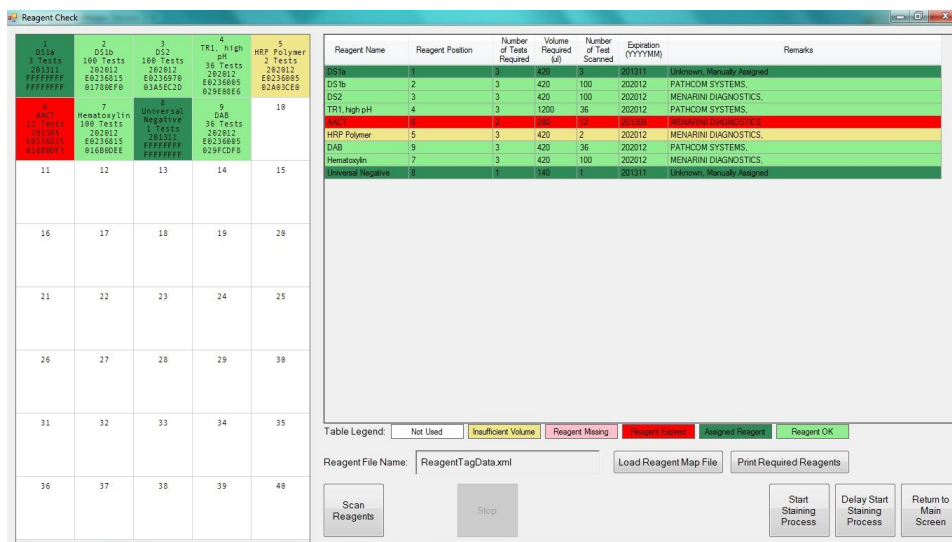 Reagent Check
1
DS1a
3 Tests
201311
FFFFFFFF
FFFFFFFF
2
DS1b
100 Tests
202012
E0236815
01780EF0
3
DS2
100 Tests
202012
E0236970
03A5EC2D
4
TR1, high
pH
36 Tests
202012
E0236805
029E88E6
5
HRP Polymer
2 Tests
202012
E0236805
02A03CE0
6
AACT
12 Tests
201305
E0236815
7
Hematoxylin
100 Tests
202012
E0236815
016B0DEE
8
Universal
Negative
1 Tests
201311
FFFFFFFF
FFFFFFFF
9
DAB
36 Tests
202012
E0236805
029FCDF8
10
11 12 13 14 15
16 17 18 19 20
21 22 23 24 25
26 27 28 29 30
31 32 33 34 35
36 37 38 39 40
Reagent Name Reagent Position Number of Tests Required Volume Required (ul) Number of Test Scanned Expiration (YYYYMM) Remarks
DS1a 1 3 420 3 201311 Unknown, Manually Assigned
DS1b 2 3 420 100 202012 PATHCOM SYSTEMS,
DS2 3 3 420 100 202012 MENARINI DIAGNOSTICS,
TR1, high pH 4 3 1200 36 202012 PATHCOM SYSTEMS,
AACT 6 2 280 12 201305 MENARINI DIAGNOSTICS,
HRP Polymer 5 3 420 2 202012 MENARINI DIAGNOSTICS,
DAB 9 3 420 36 202012 PATHCOM SYSTEMS,
Hematoxylin 7 3 420 100 202012 MENARINI DIAGNOSTICS,
Universal Negative 8 1 140 1 201311 Unknown, Manually Assigned
Table Legend: Not Used Insufficient Volume Reagent Missing Reagent Expired Assigned Reagent Reagent OK
Reagent File Name: ReagentTagData.xml Load Reagent Map File Print Required Reagents
Scan
Reagents
Stop
Start
Staining
Process
Delay Start
Staining
Process
Return to
Main
Screen